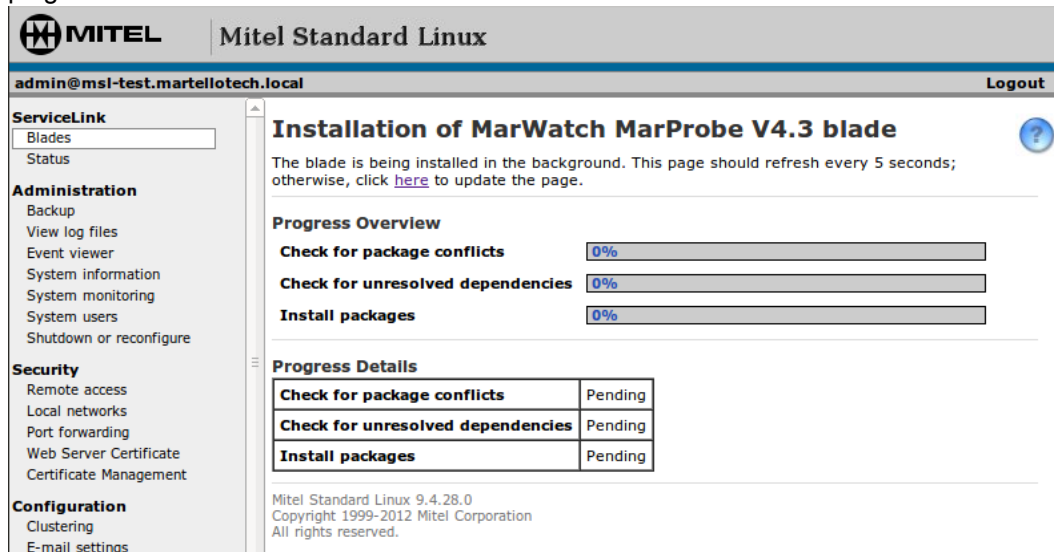 MITEL
Mitel Standard Linux
admin@msl-test.martellotech.local
Logout
ServiceLink
Blades
Status
Administration
Backup
View log files
Event viewer
System information
System monitoring
System users
Shutdown or reconfigure
Security
Remote access
Local networks
Port forwarding
Web Server Certificate
Certificate Management
Configuration
Clustering
E-mail settings
Installation of MarWatch MarProbe V4.3 blade
?
The blade is being installed in the background. This page should refresh every 5 seconds;
otherwise, click here to update the page.
Progress Overview
Check for package conflicts 0%
Check for unresolved dependencies 0%
Install packages 0%
Progress Details
Check for package conflicts Pending
Check for unresolved dependencies Pending
Install packages Pending
Mitel Standard Linux 9.4.28.0
Copyright 1999-2012 Mitel Corporation
All rights reserved.